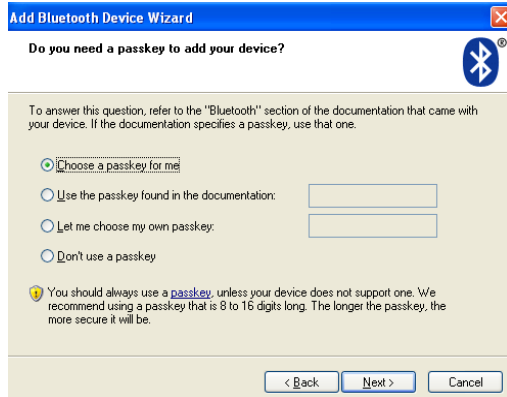 Add Bluetooth Device Wizard
Do you need a passkey to add your device?
®
To answer this question, refer to the "Bluetooth" section of the documentation that came with
your device. If the documentation specifies a passkey, use that one.
Choose a passkey for me
Use the passkey found in the documentation:
Let me choose my own passkey:
Don't use a passkey
You should always use a passkey, unless your device does not support one. We
recommend using a passkey that is 8 to 16 digits long. The longer the passkey, the
more secure it will be.
< Back Next > Cancel